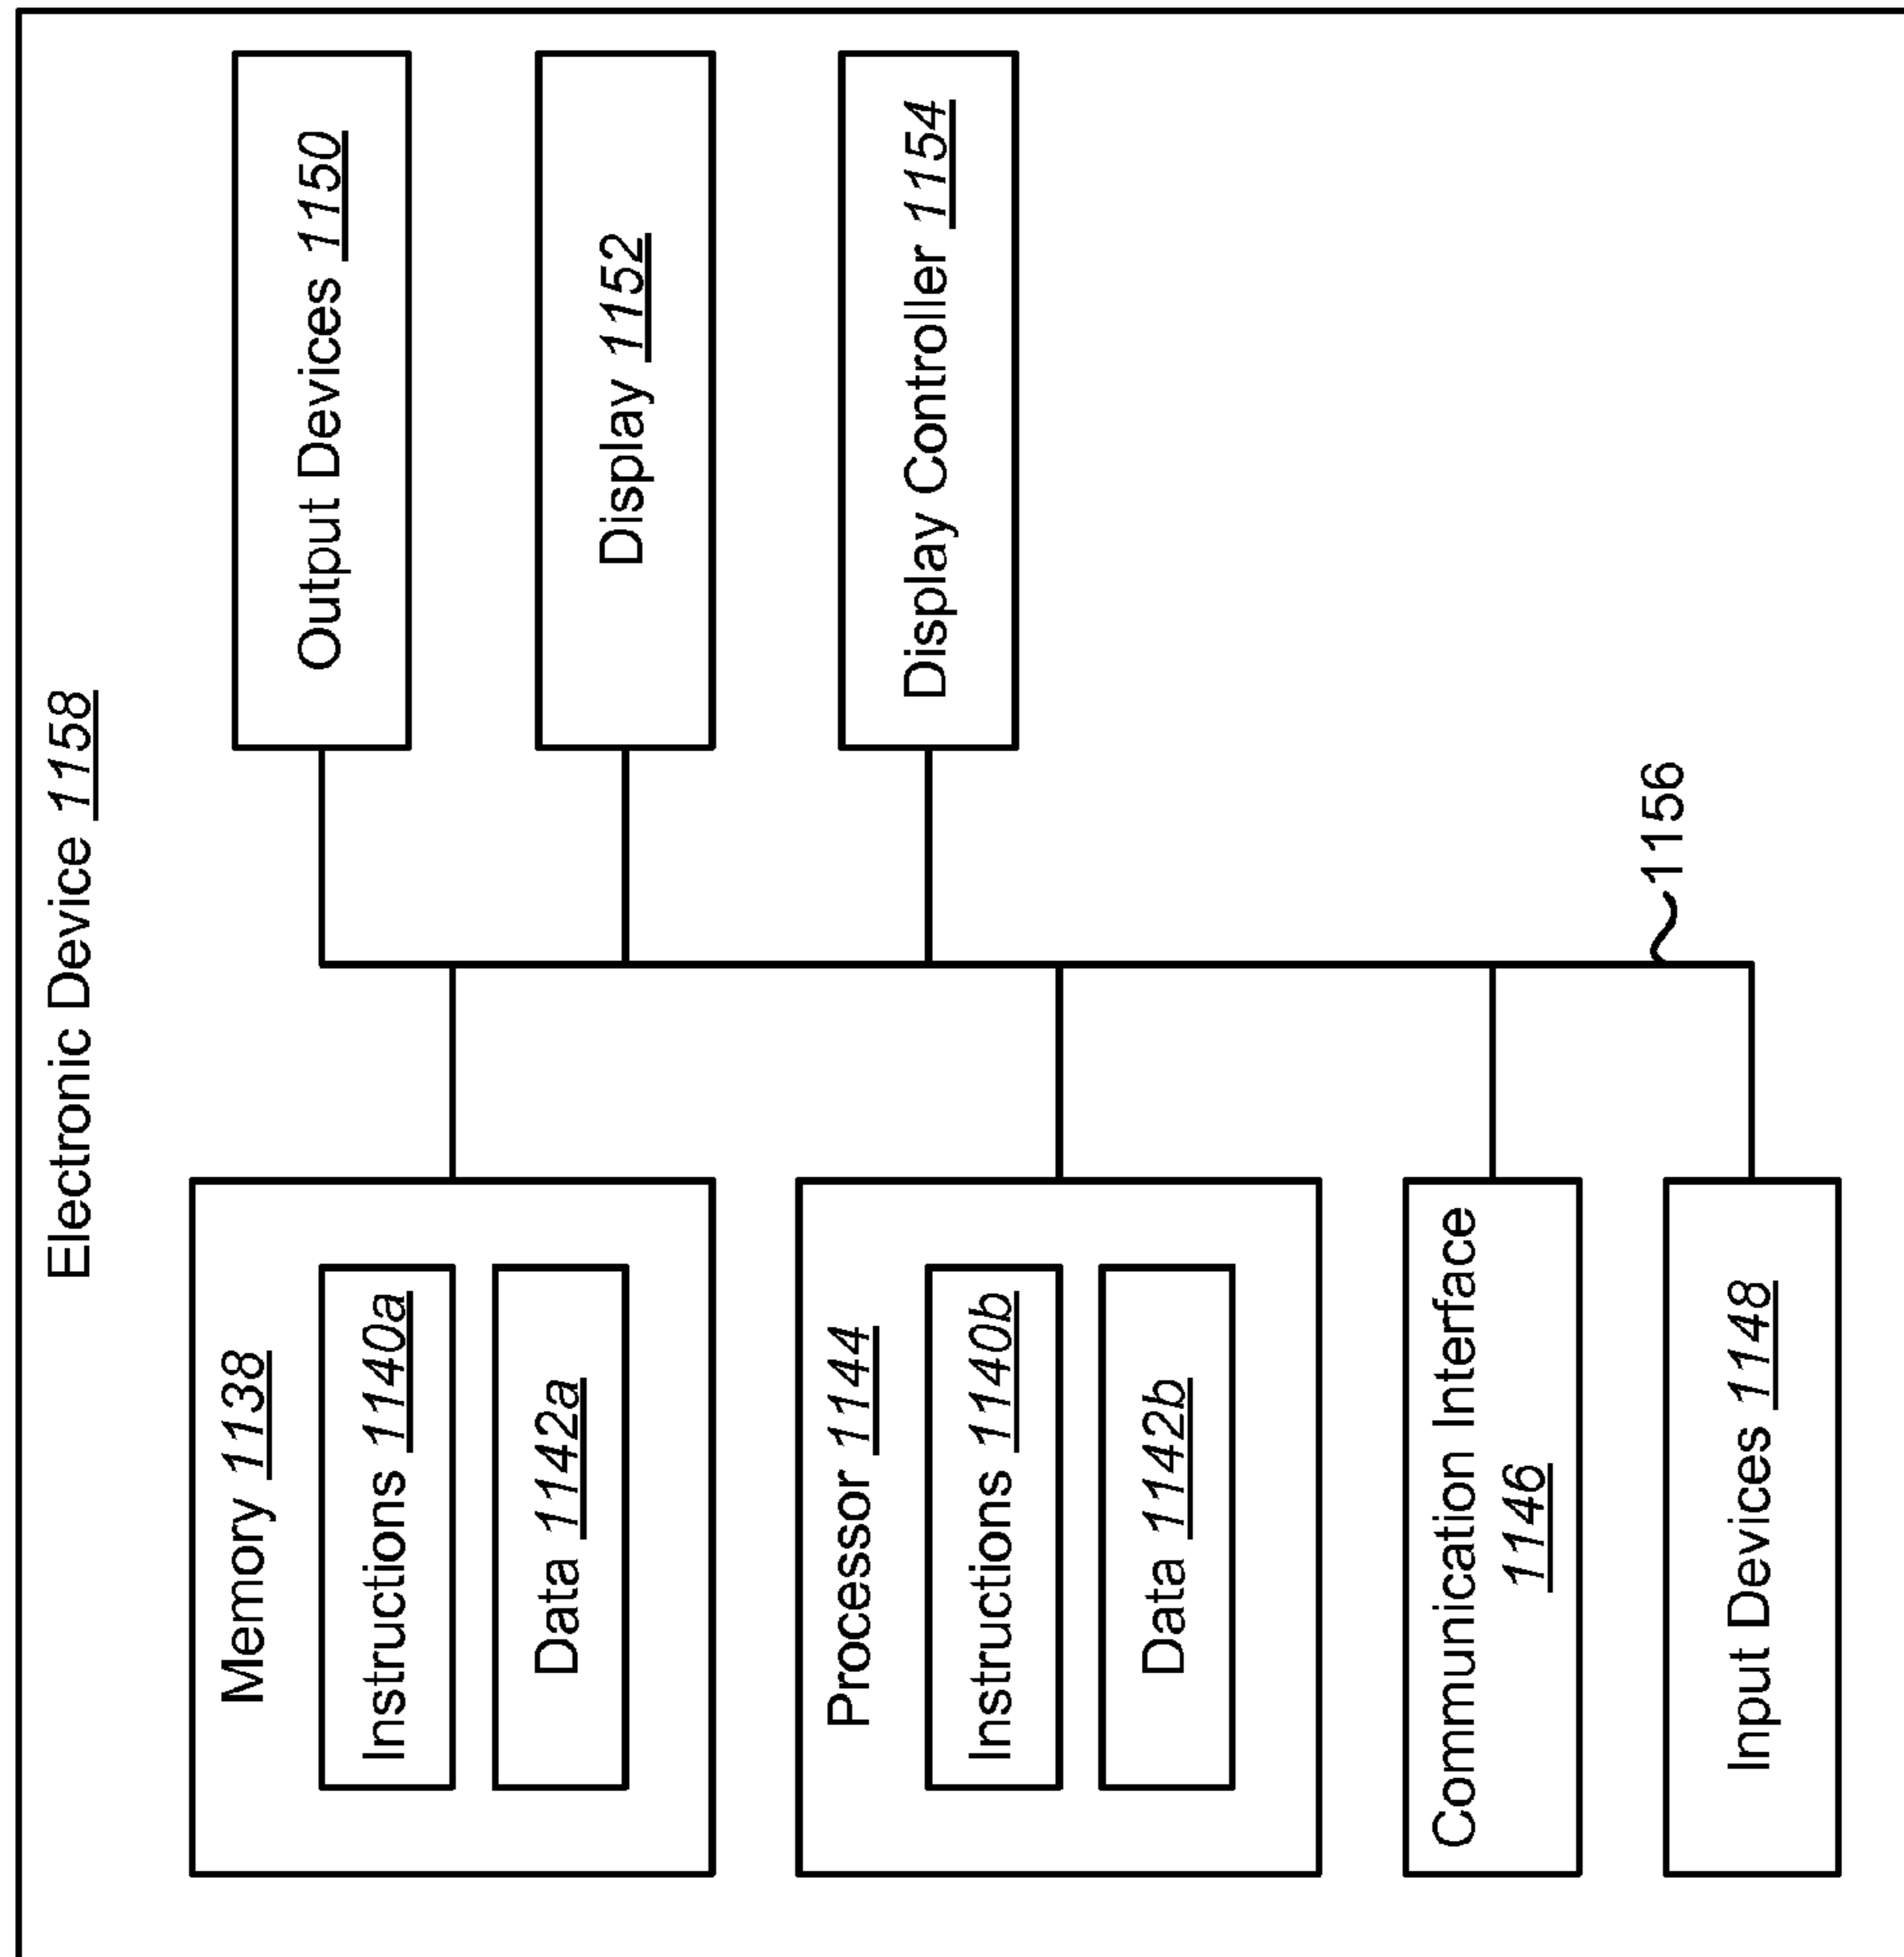 Electronic Device 1158
Memory 1138
Instructions 1140a
Data 1142a
Processor 1144
Instructions 1140b
Data 1142b
Communication Interface
1146
Input Devices 1148
Output Devices 1150
Display 1152
Display Controller 1154
1156